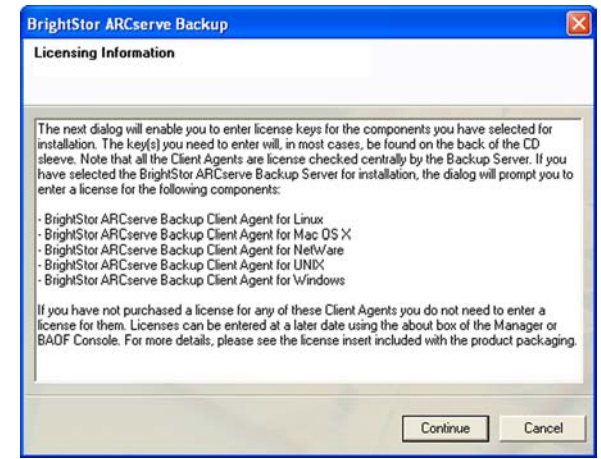 BrightStor ARCserve Backup
Licensing Information
The next dialog will enable you to enter license keys for the components you have selected for
installation. The key(s) you need to enter will, in most cases, be found on the back of the CD
sleeve. Note that all the Client Agents are license checked centrally by the Backup Server. If you
have selected the BrightStor ARCserve Backup Server for installation, the dialog will prompt you to
enter a license for the following components:
- BrightStor ARCserve Backup Client Agent for Linux
- BrightStor ARCserve Backup Client Agent for Mac OS X
- BrightStor ARCserve Backup Client Agent for NetWare
- BrightStor ARCserve Backup Client Agent for UNIX
- BrightStor ARCserve Backup Client Agent for Windows
If you have not purchased a license for any of these Client Agents you do not need to enter a
license for them. Licenses can be entered at a later date using the about box of the Manager or
BAOF Console. For more details, please see the license insert included with the product packaging.
Continue Cancel